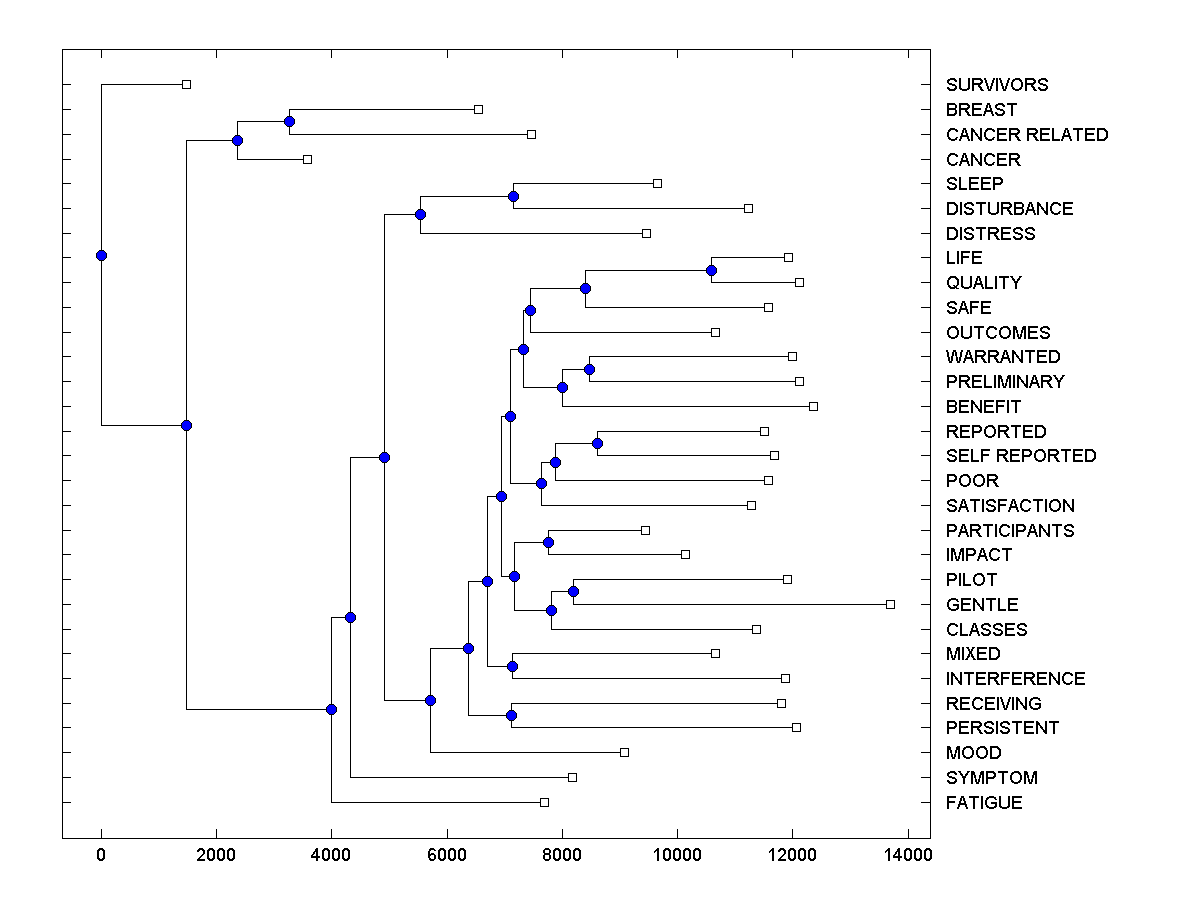 SURVIVORS
BREAST
CANCER RELATED
CANCER
SLEEP
DISTURBANCE
DISTRESS
LIFE
QUALITY
SAFE
OUTCOMES
WARRANTED
PRELIMINARY
BENEFIT
REPORTED
SELF REPORTED
POOR
SATISFACTION
PARTICIPANTS
IMPACT
PILOT
GENTLE
CLASSES
MIXED
INTERFERENCE
RECEIVING
PERSISTENT
MOOD
SYMPTOM
FATIGUE
0 2000 4000 6000 8000 10000 12000 14000